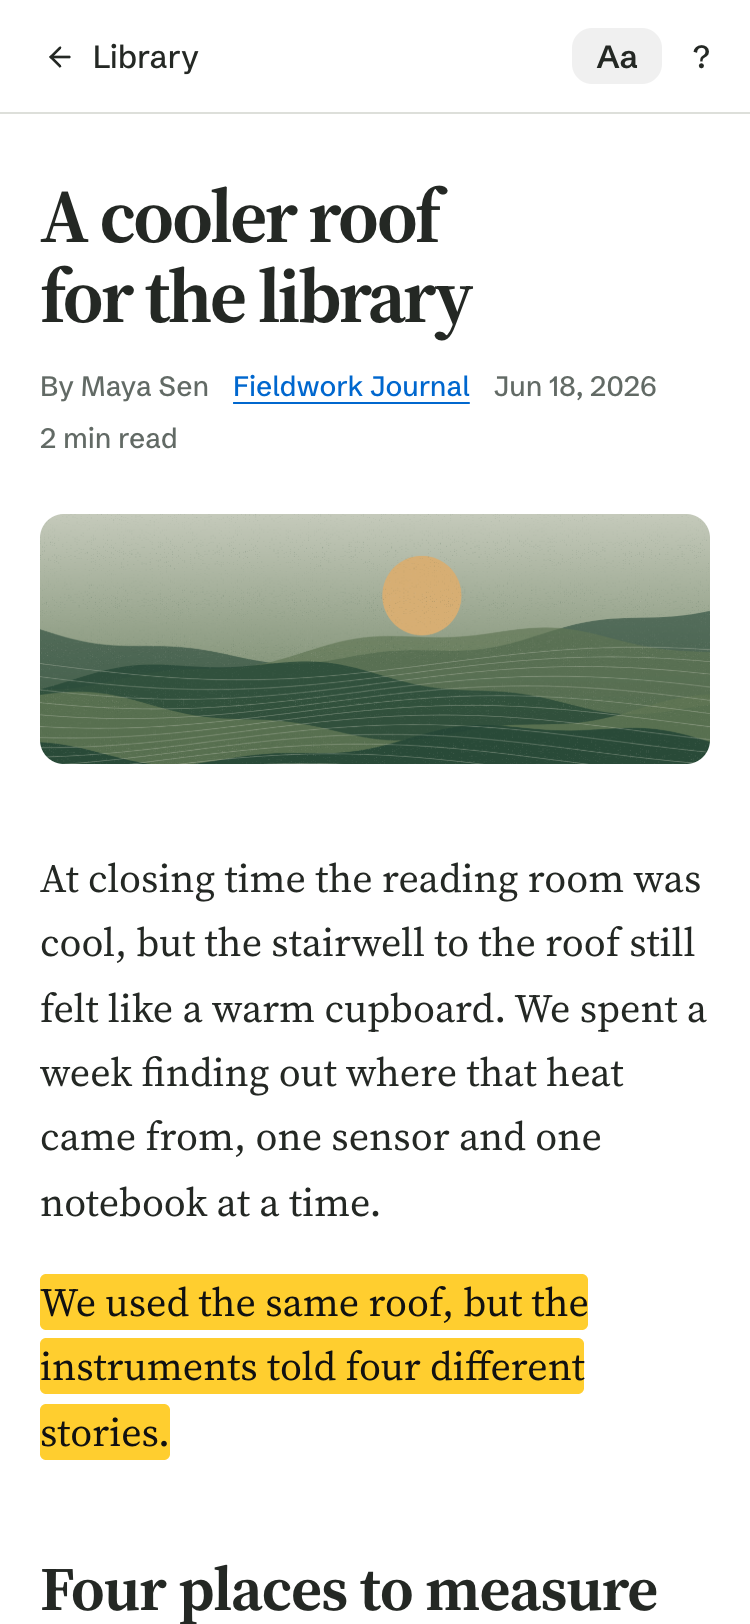 Library Aa ?
A cooler roof
for the library
By Maya Sen Fieldwork Journal Jun 18, 2026
2 min read
At closing time the reading room was
cool, but the stairwell to the roof still
felt like a warm cupboard. We spent a
week finding out where that heat
came from, one sensor and one
notebook at a time.
We used the same roof, but the
instruments told four different
stories.
Four places to measure